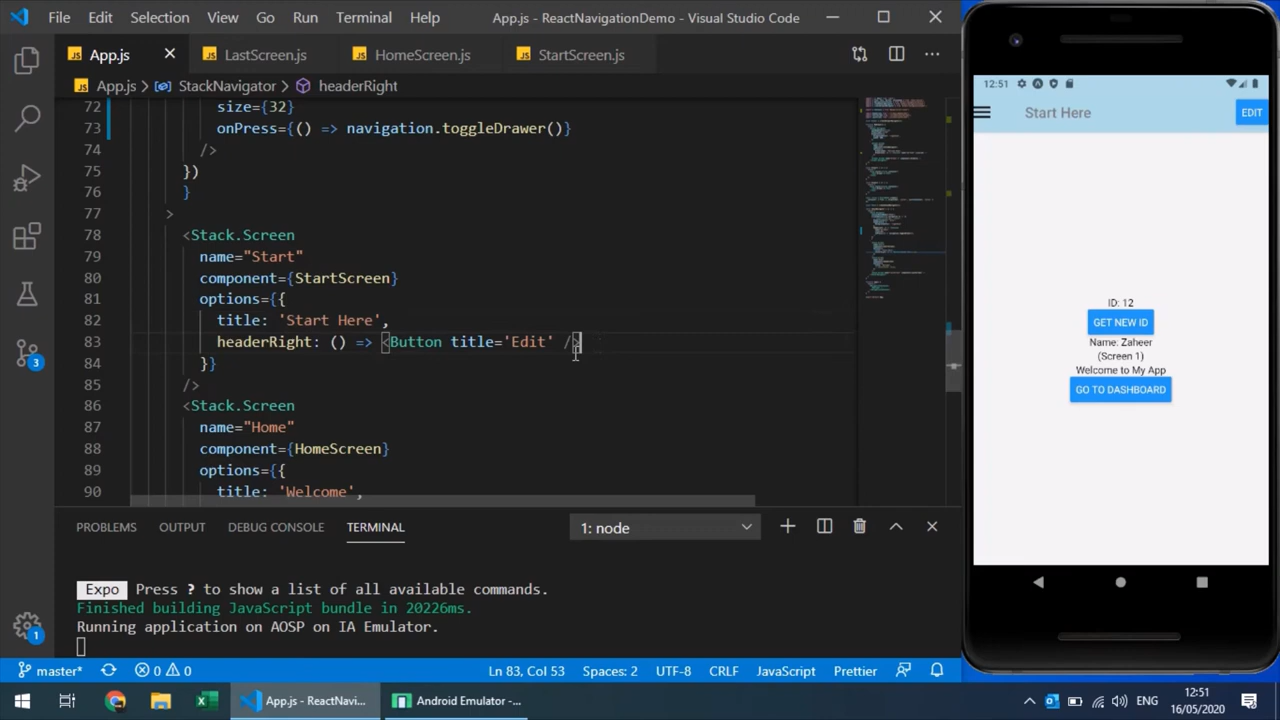 File Edit Selection View Go Run Terminal Help App.js - ReactNavigationDemo - Visual Studio Code
JS App.js JS LastScreen.js JS HomeScreen.js JS StartScreen.js
JS App.js > StackNavigator > headerRight
72 size={32}
73 onPress={() => navigation.toggleDrawer()}
74 />
75 })
76 }
77 >
78 <Stack.Screen
79 name="Start"
80 component={StartScreen}
81 options={{
82 title: 'Start Here',
83 headerRight: () => <Button title='Edit' />
84 }}
85 />
86 <Stack.Screen
87 name="Home"
88 component={HomeScreen}
89 options={{
90 title: 'Welcome',
PROBLEMS OUTPUT DEBUG CONSOLE TERMINAL 1: node
Expo Press ? to show a list of all available commands.
Finished building JavaScript bundle in 20226ms.
Running application on AOSP on IA Emulator.
3
1
master* 0 0 Ln 83, Col 53 Spaces: 2 UTF-8 CRLF JavaScript Prettier
App.js - ReactNavi... Android Emulator -... ENG 12:51
16/05/2020
12:51
Start Here EDIT
ID: 12
GET NEW ID
Name: Zaheer
(Screen 1)
Welcome to My App
GO TO DASHBOARD